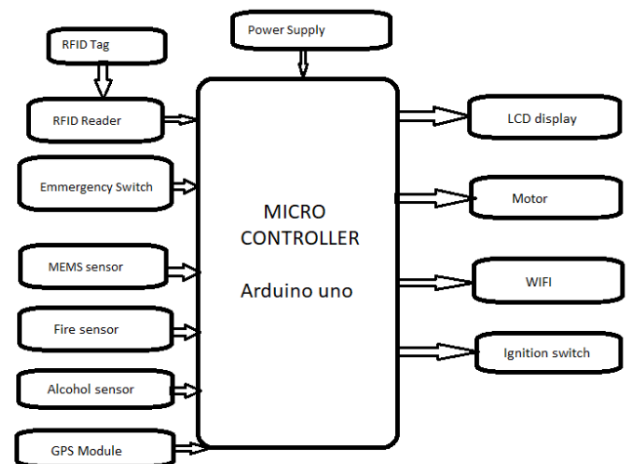 RFID Tag
Power Supply
RFID Reader
Emmergency Switch
MEMS sensor
Fire sensor
Alcohol sensor
GPS Module
MICRO
CONTROLLER
Arduino uno
LCD display
Motor
WIFI
Ignition switch